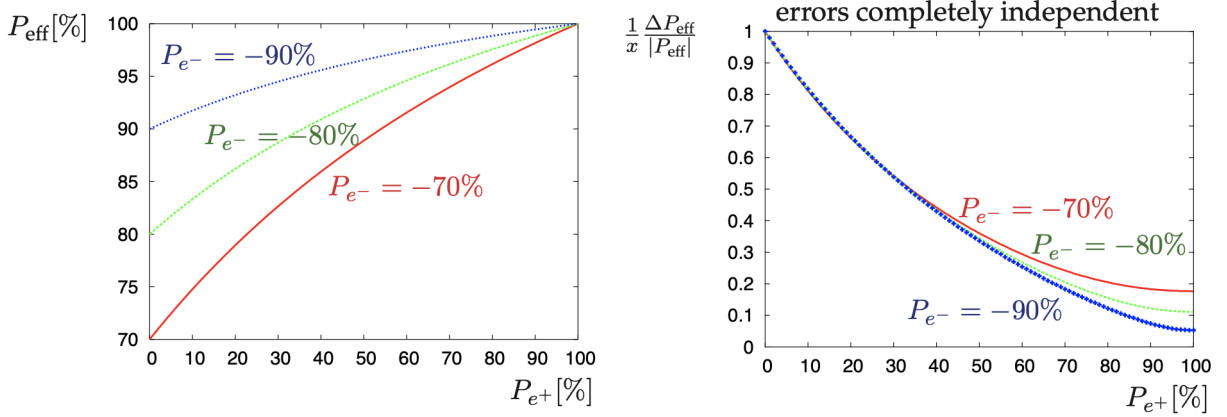 P_eff[%]
100
95
90
85
80
75
70
P_e− = −90%
P_e− = −80%
P_e− = −70%
0 10 20 30 40 50 60 70 80 90 100
P_e+[%]
errors completely independent
1/x ΔP_eff/|P_eff|
1
0.9
0.8
0.7
0.6
0.5
0.4
0.3
0.2
0.1
0
P_e− = −70%
P_e− = −80%
P_e− = −90%
0 10 20 30 40 50 60 70 80 90 100
P_e+[%]